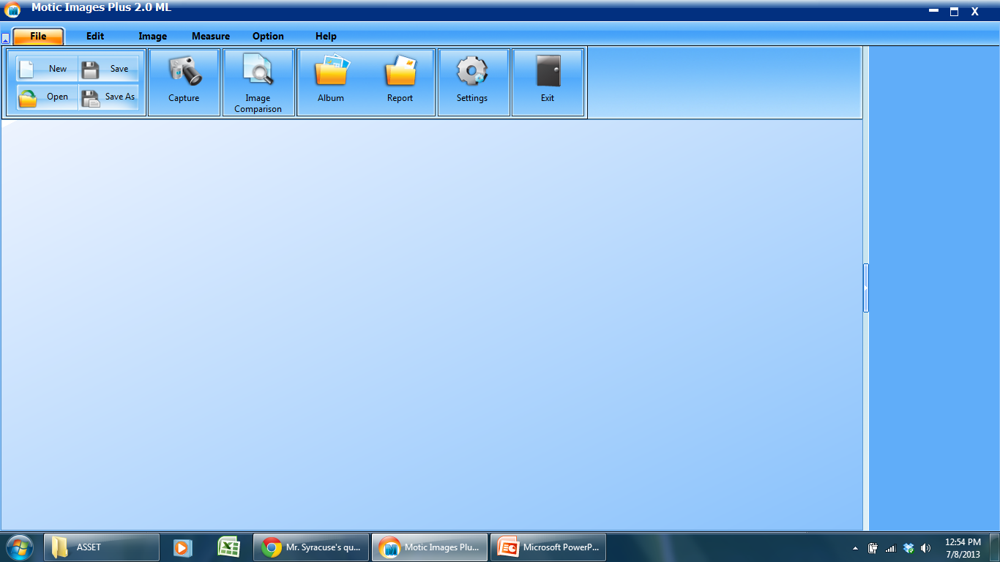 Motic Images Plus 2.0 ML
X
File Edit Image Measure Option Help
New Save
Open Save As
Capture
Image
Comparison
Album
Report
Settings
Exit
ASSET
Mr. Syracuse's qu...
Motic Images Plu...
Microsoft PowerP...
12:54 PM
7/8/2013